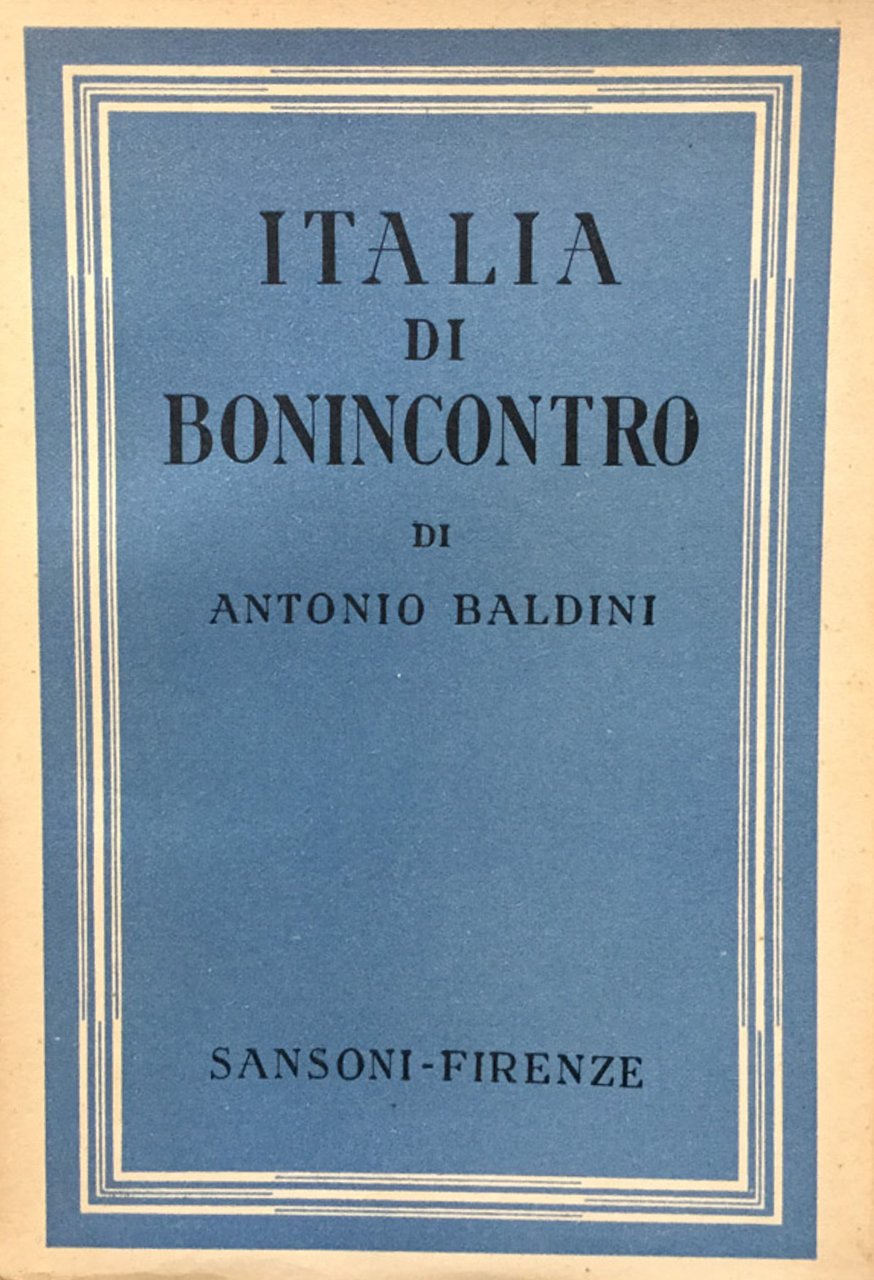 ITALIA
DI
BONINCONTRO
DI
ANTONIO BALDINI
SANSONI-FIRENZE